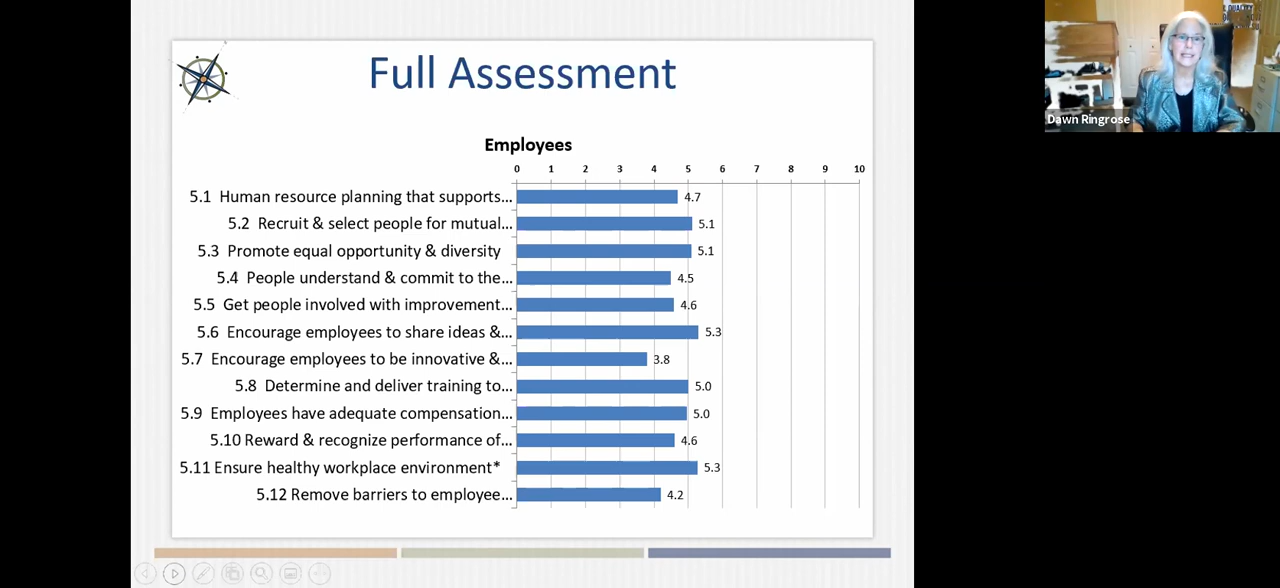 Full Assessment
Dawn Ringrose
Employees
0 1 2 3 4 5 6 7 8 9 10
5.1 Human resource planning that supports... 4.7
5.2 Recruit & select people for mutual... 5.1
5.3 Promote equal opportunity & diversity 5.1
5.4 People understand & commit to the... 4.5
5.5 Get people involved with improvement... 4.6
5.6 Encourage employees to share ideas &... 5.3
5.7 Encourage employees to be innovative &... 3.8
5.8 Determine and deliver training to... 5.0
5.9 Employees have adequate compensation... 5.0
5.10 Reward & recognize performance of... 4.6
5.11 Ensure healthy workplace environment* 5.3
5.12 Remove barriers to employee... 4.2